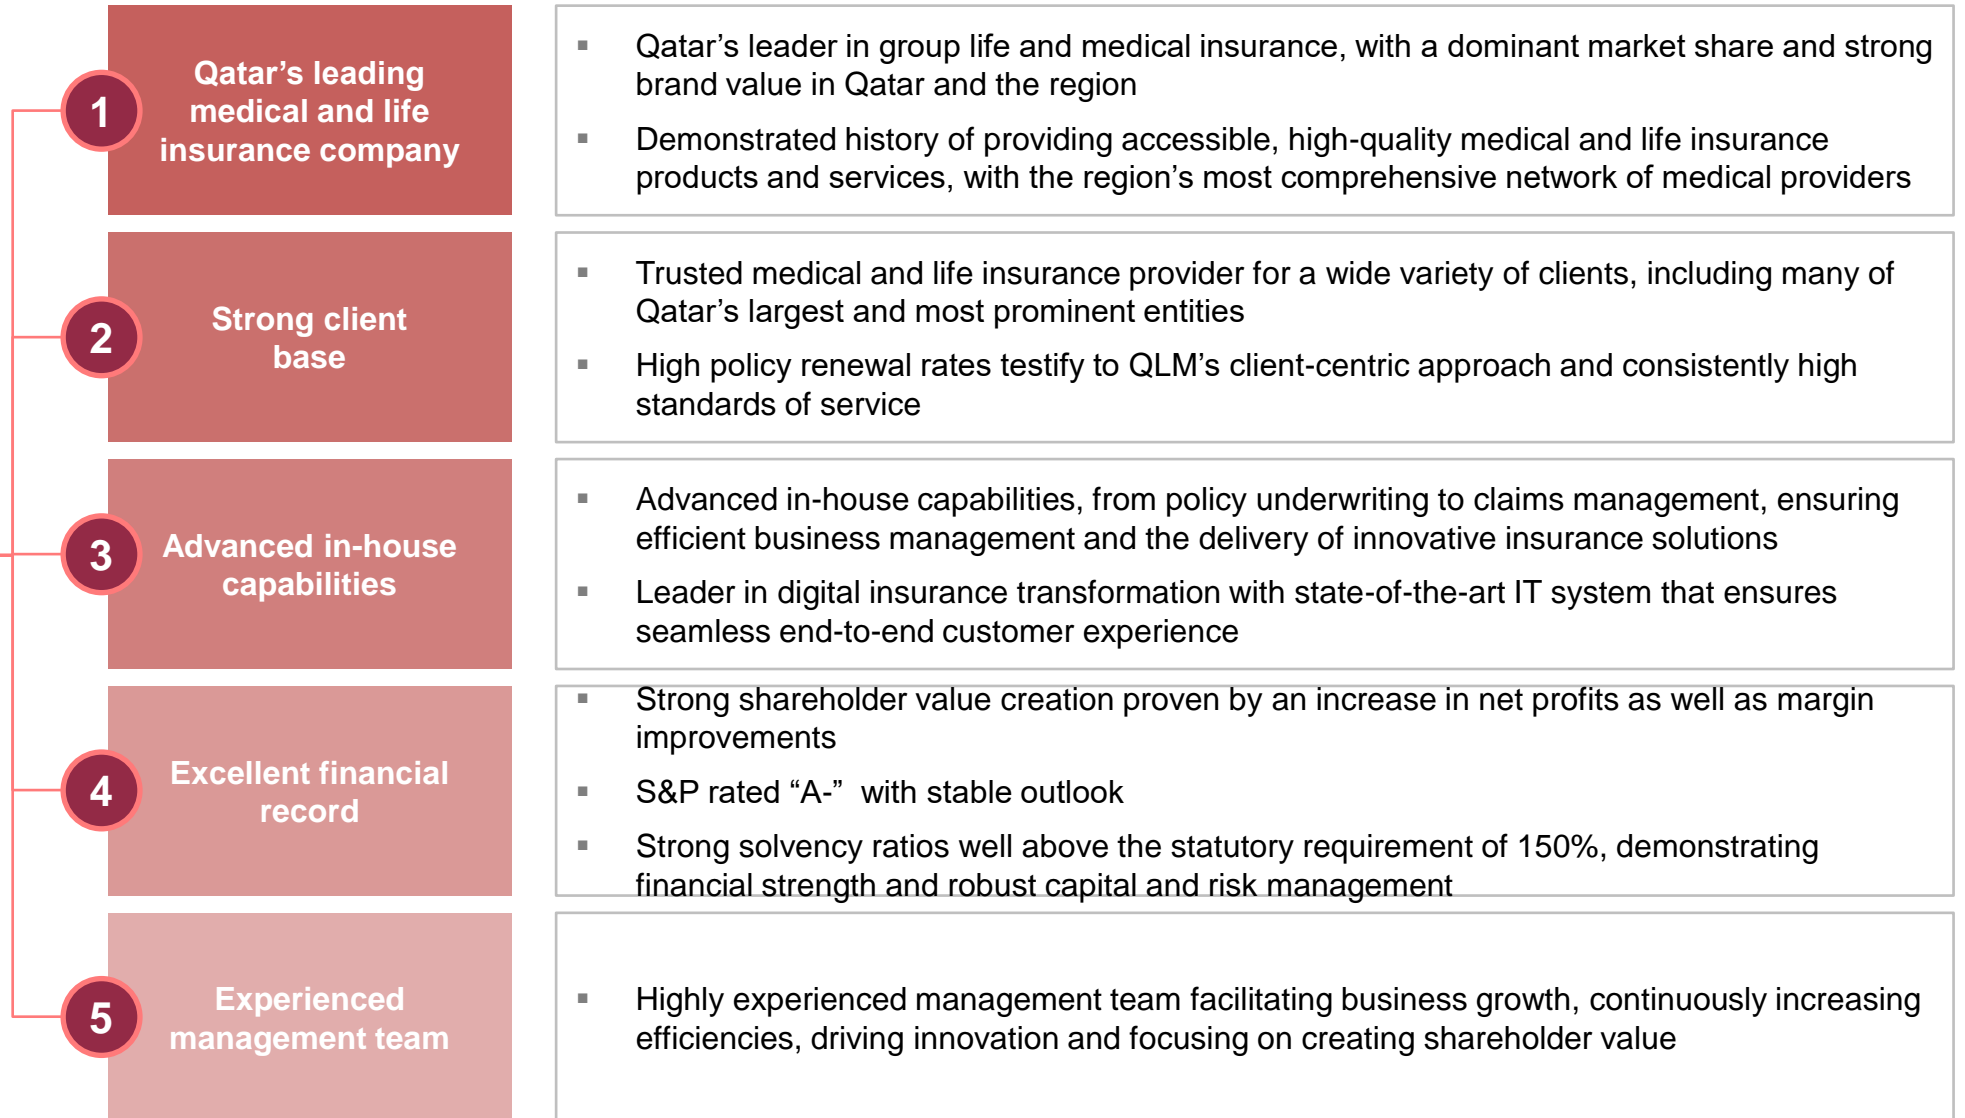 1
Qatar’s leading
medical and life
insurance company
▪ Qatar’s leader in group life and medical insurance, with a dominant market share and strong
brand value in Qatar and the region
▪ Demonstrated history of providing accessible, high-quality medical and life insurance
products and services, with the region’s most comprehensive network of medical providers
2
Strong client
base
▪ Trusted medical and life insurance provider for a wide variety of clients, including many of
Qatar’s largest and most prominent entities
▪ High policy renewal rates testify to QLM’s client-centric approach and consistently high
standards of service
3
Advanced in-house
capabilities
▪ Advanced in-house capabilities, from policy underwriting to claims management, ensuring
efficient business management and the delivery of innovative insurance solutions
▪ Leader in digital insurance transformation with state-of-the-art IT system that ensures
seamless end-to-end customer experience
4
Excellent financial
record
▪ Strong shareholder value creation proven by an increase in net profits as well as margin
improvements
▪ S&P rated “A-”  with stable outlook
▪ Strong solvency ratios well above the statutory requirement of 150%, demonstrating
financial strength and robust capital and risk management
5
Experienced
management team
▪ Highly experienced management team facilitating business growth, continuously increasing
efficiencies, driving innovation and focusing on creating shareholder value